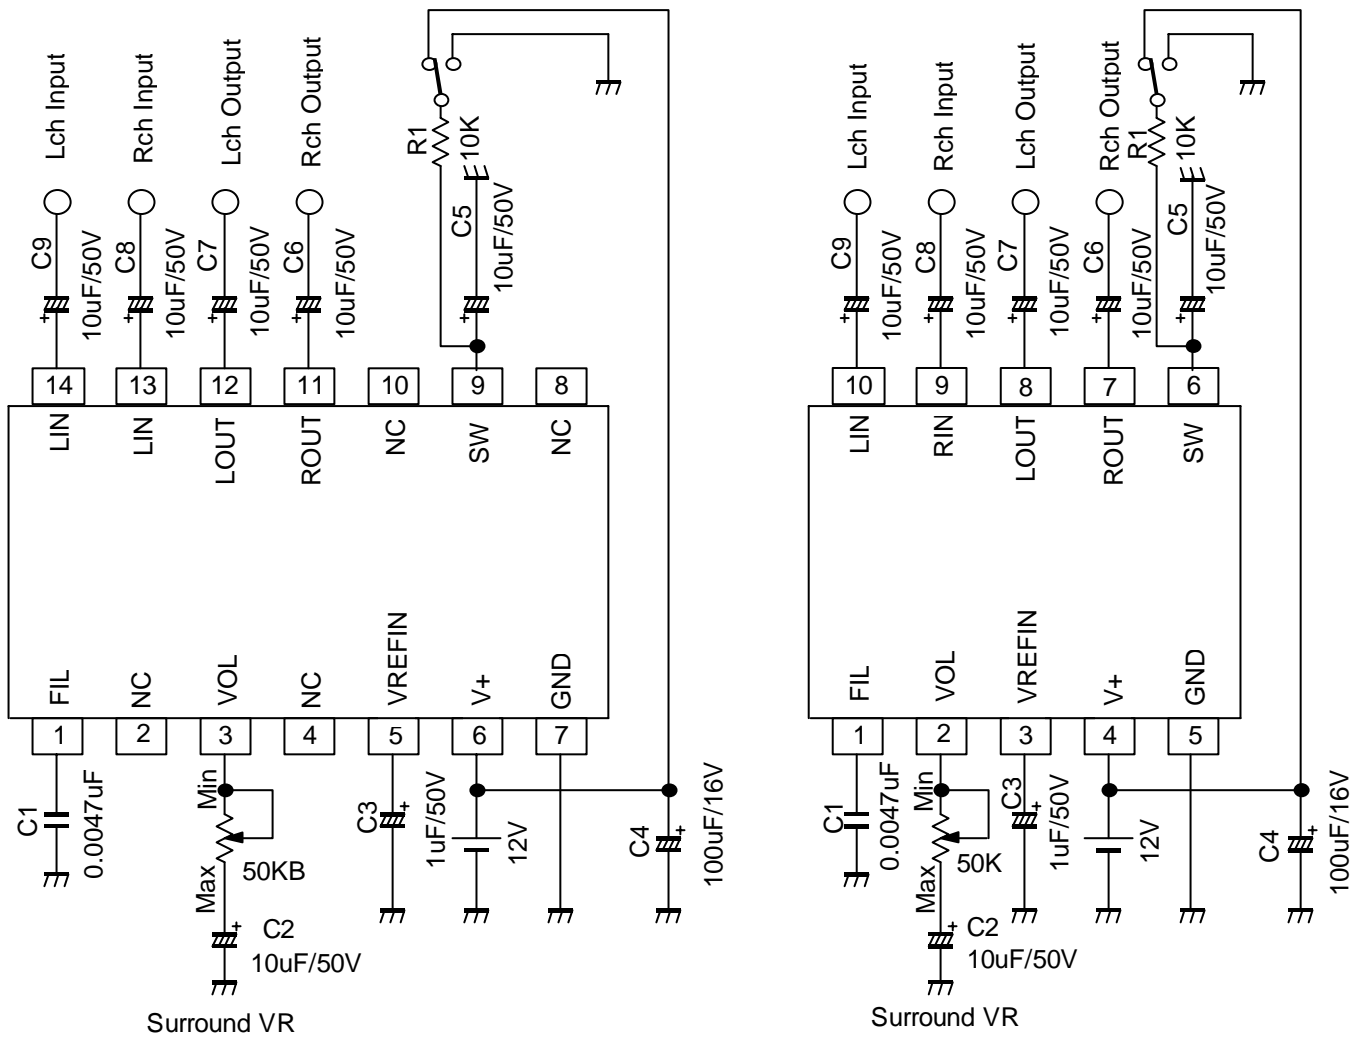 Lch Input
Rch Input
Lch Output
Rch Output
R1
10K
C5
10uF/50V
C9
+
10uF/50V
C8
+
10uF/50V
C7
+
10uF/50V
C6
+
10uF/50V
+
14
13
12
11
10
9
8
LIN
LIN
LOUT
ROUT
NC
SW
NC
FIL
NC
VOL
NC
VREFIN
V+
GND
1
2
3
4
5
6
7
C1
0.0047uF
Min
Max
50KB
+
C2
10uF/50V
C3
+
1uF/50V
12V
C4
+
100uF/16V
Surround VR
Lch Input
Rch Input
Lch Output
Rch Output
R1
10K
C5
10uF/50V
C9
+
10uF/50V
C8
+
10uF/50V
C7
+
10uF/50V
C6
+
10uF/50V
+
10
9
8
7
6
LIN
RIN
LOUT
ROUT
SW
FIL
VOL
VREFIN
V+
GND
1
2
3
4
5
C1
0.0047uF
Min
Max
50K
+
C2
10uF/50V
C3
+
1uF/50V
12V
C4
+
100uF/16V
Surround VR